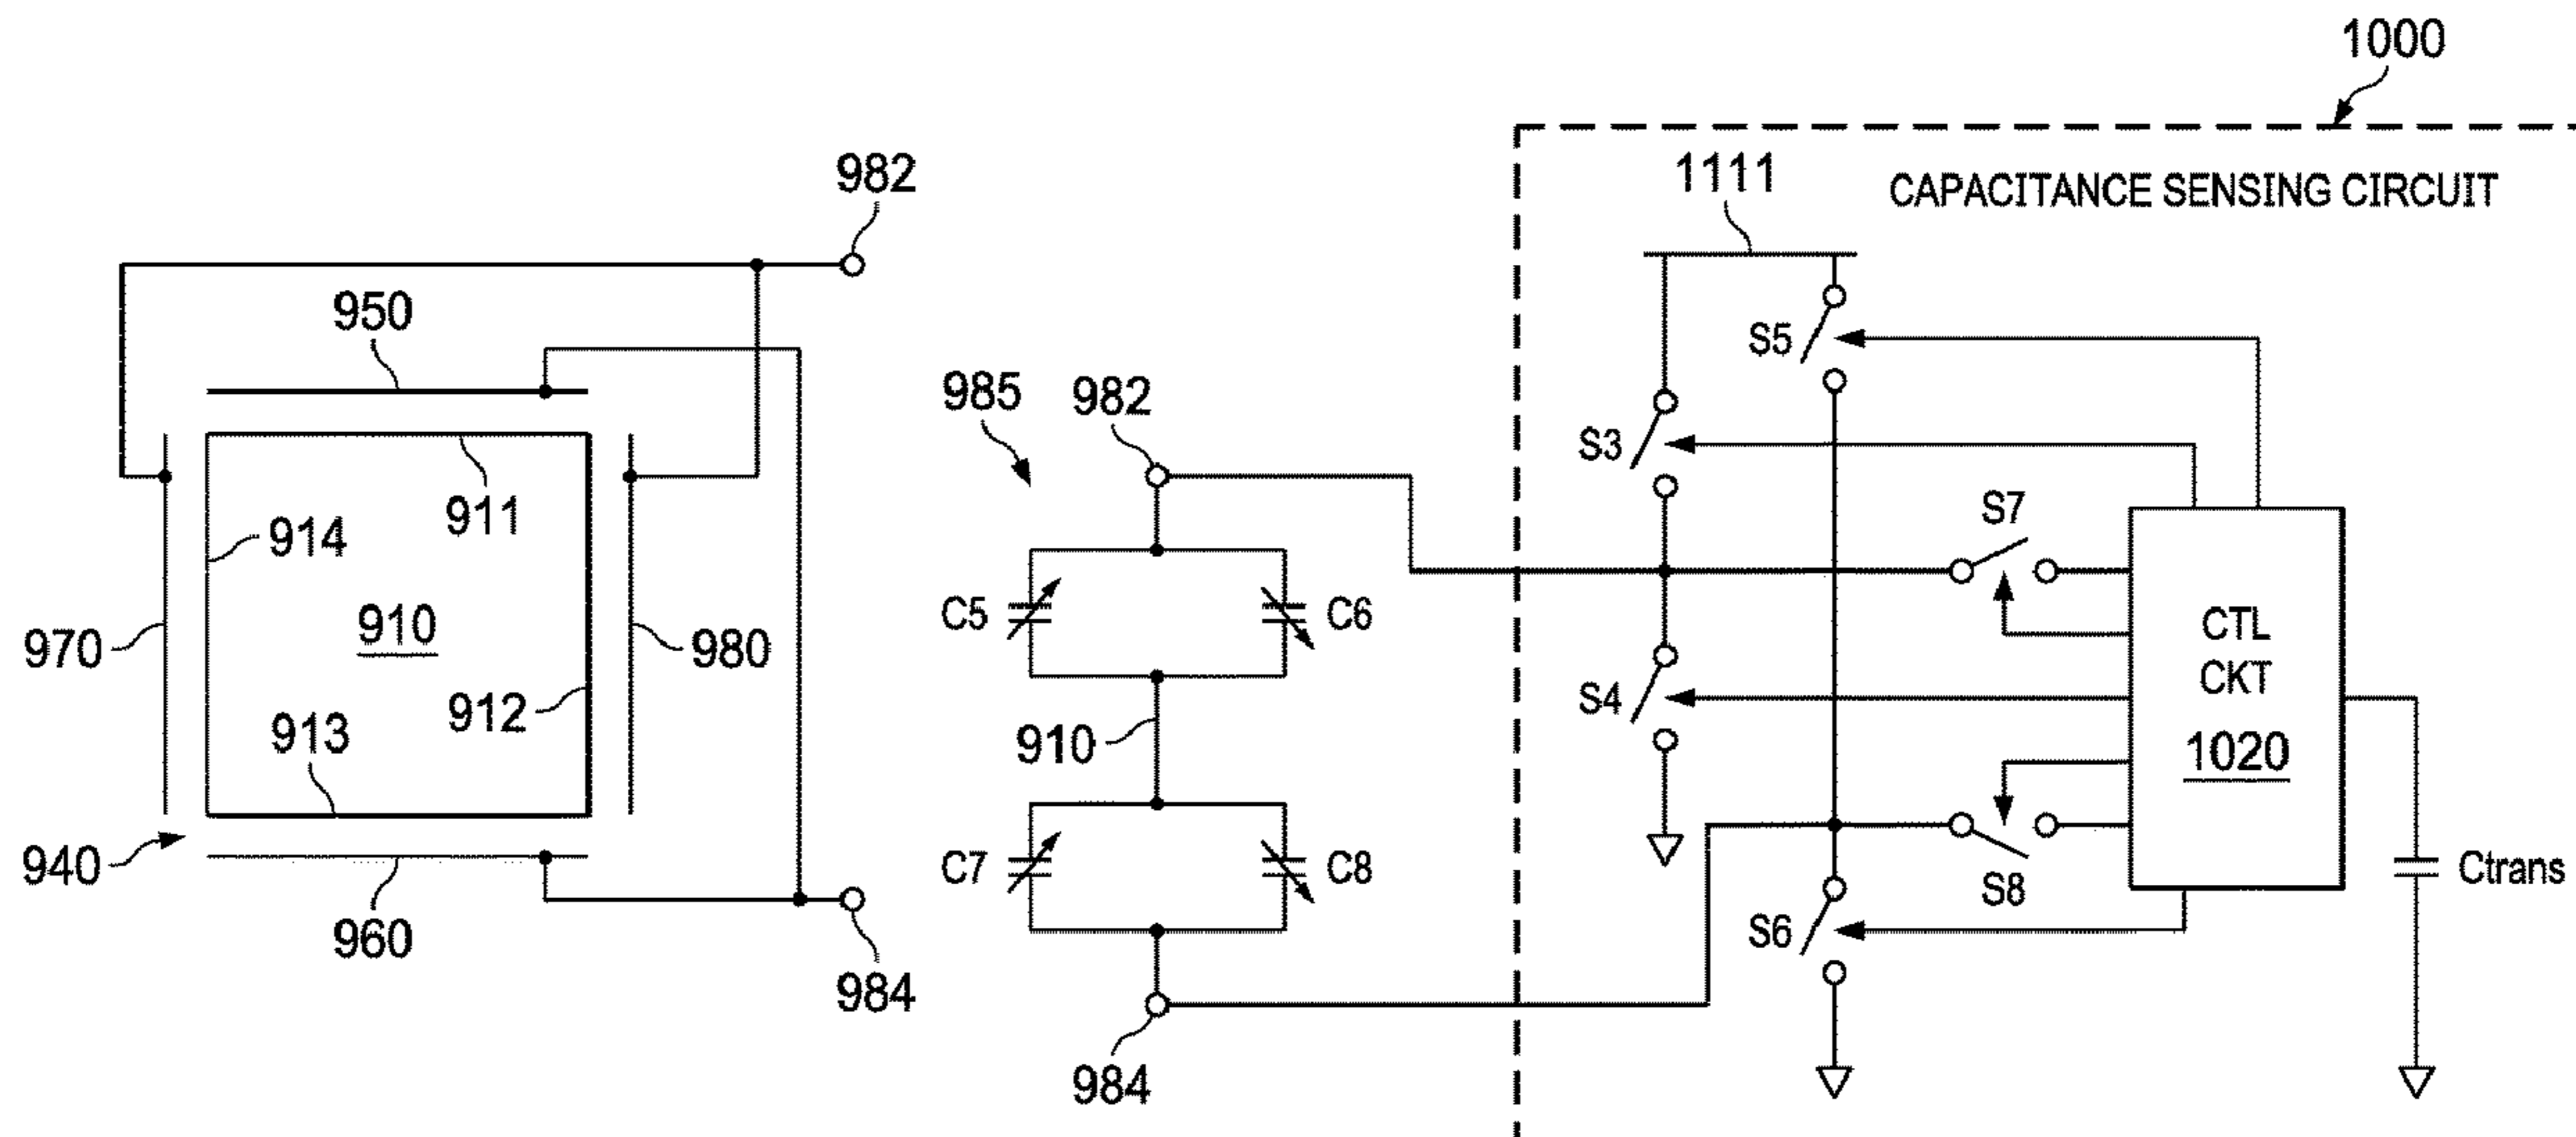 1000
982
1111
CAPACITANCE SENSING CIRCUIT
950
S5
985
982
S3
911
S7
914
C5
C6
970
910
980
CTL
CKT
1020
912
S4
913
910
940
C7
C8
S8
Ctrans
960
S6
984
984